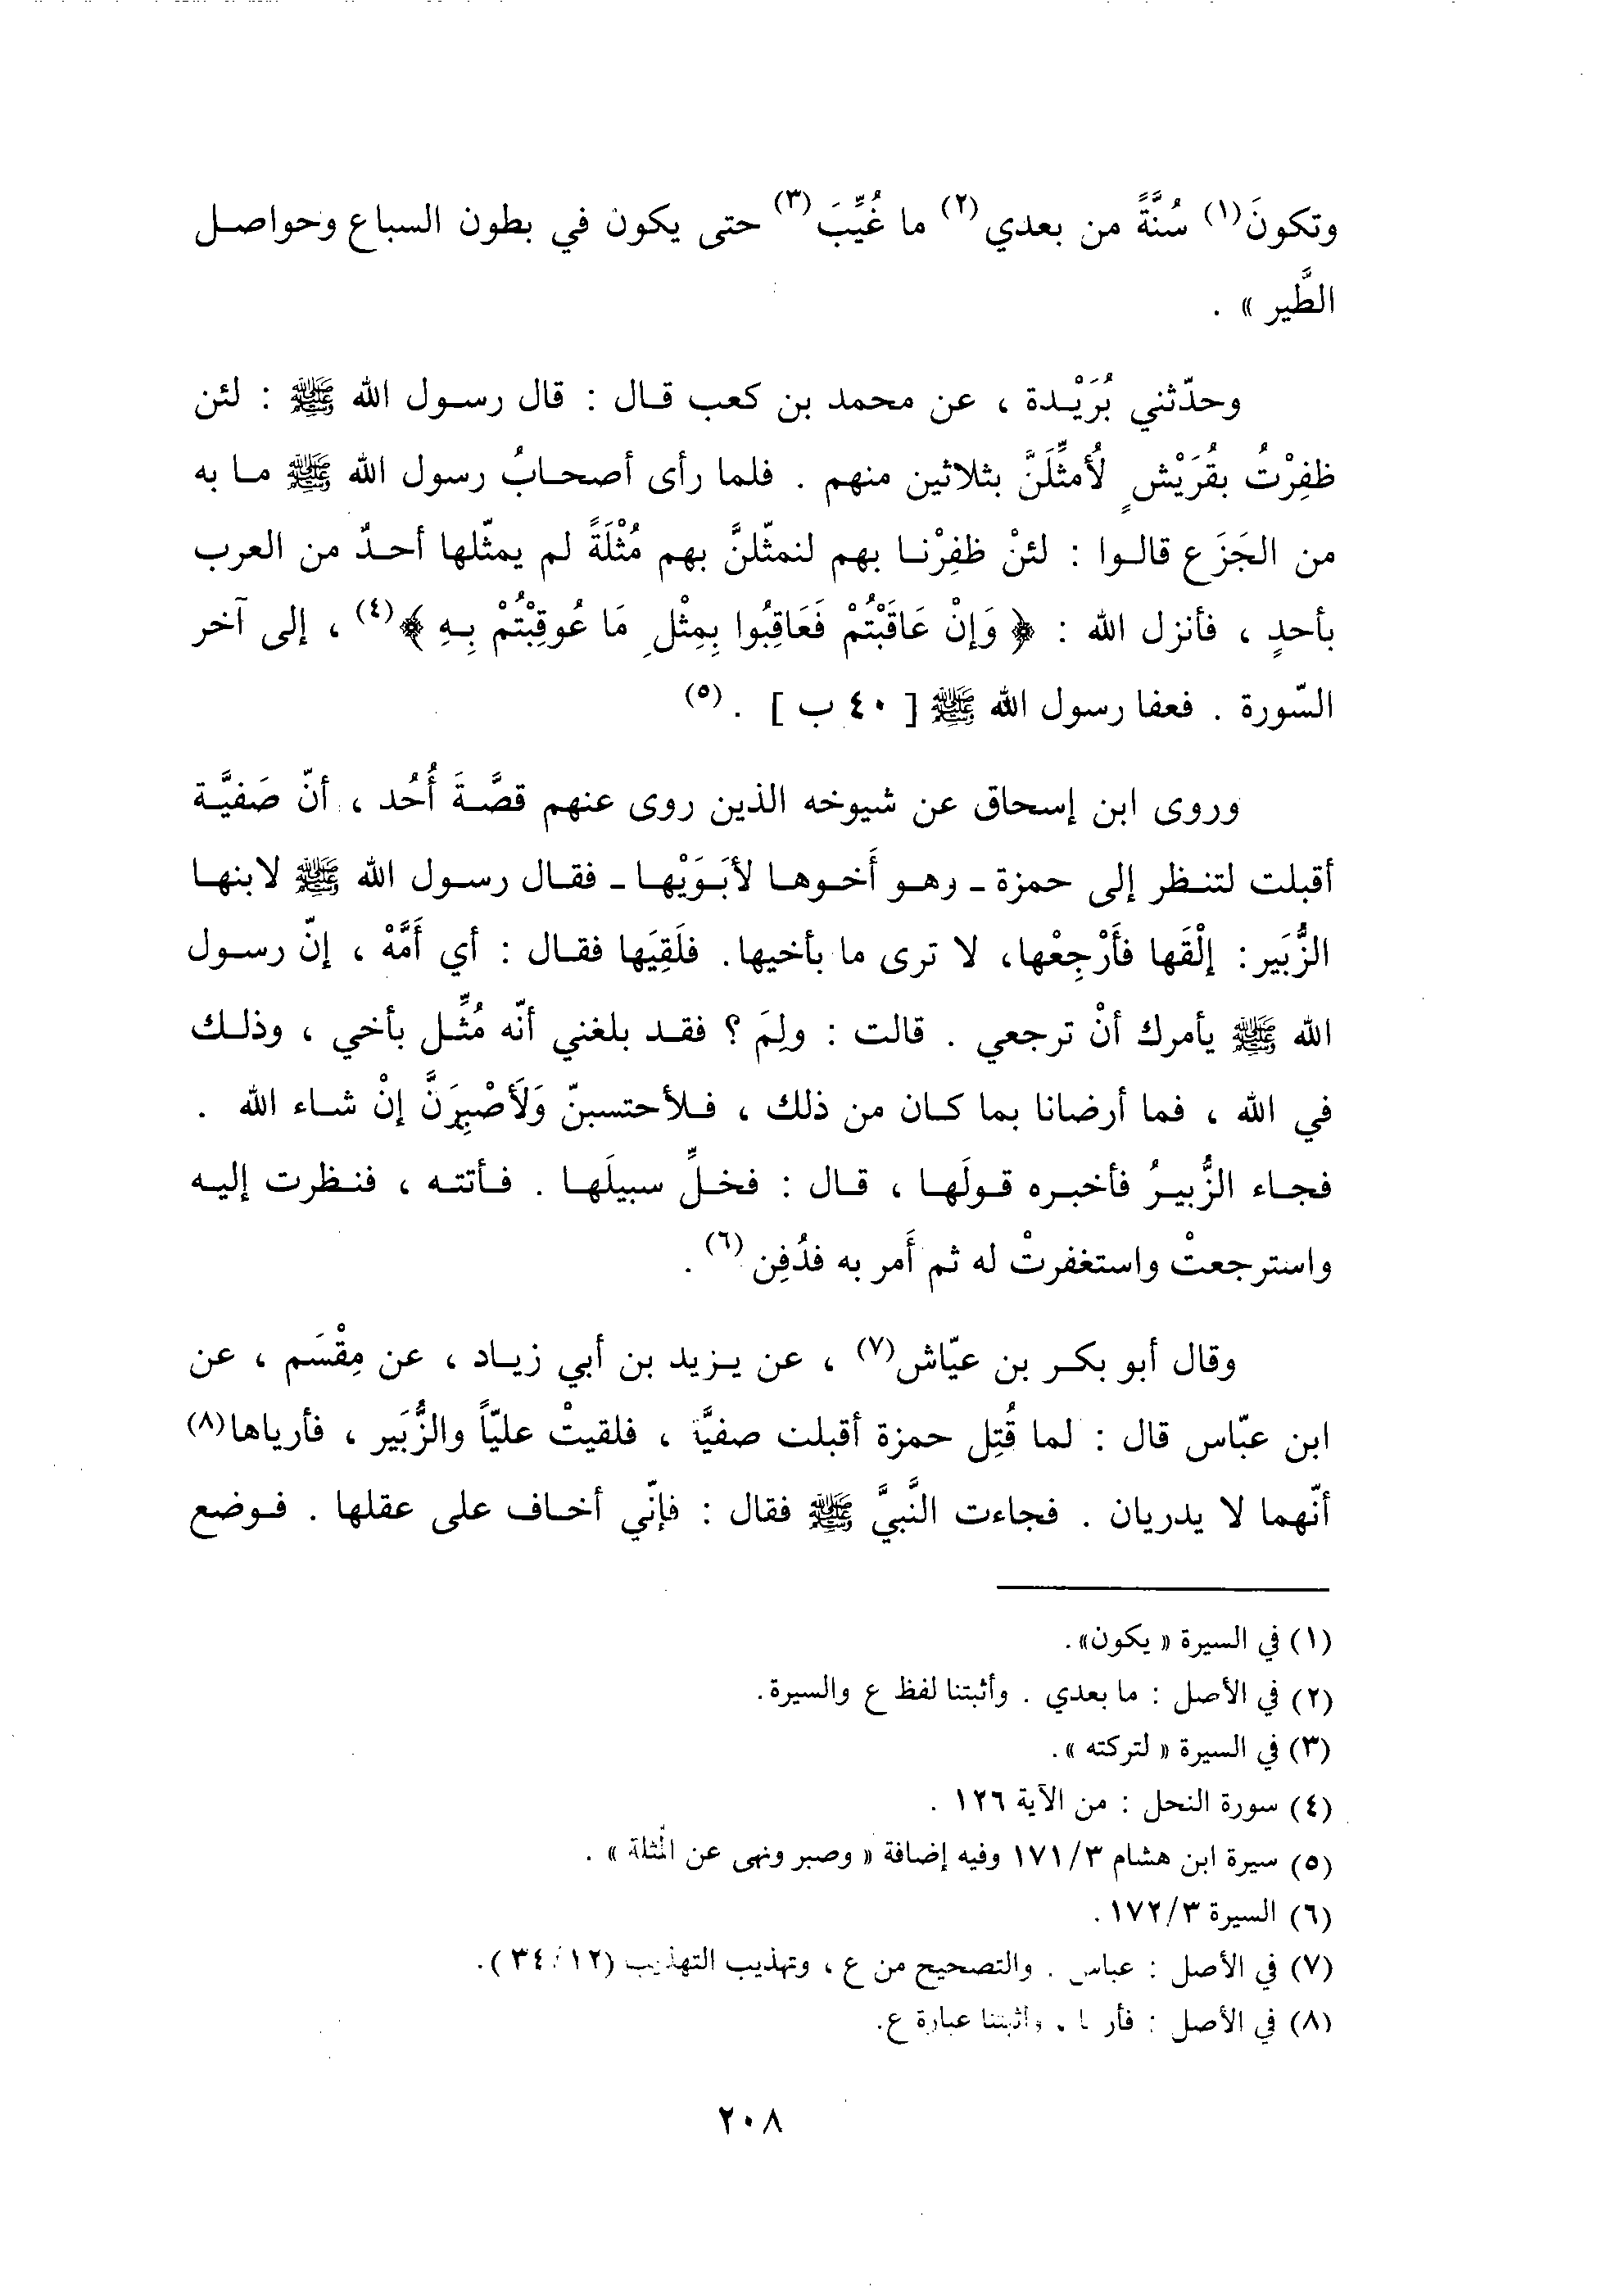 وتكونَ(١) سُنَّةً من بعدي(٢) ما غُيِّبَ(٣) حتى يكون في بطون السباع وحواصل
الطَّير » .
وحدّثني بُرَيْدة ، عن محمد بن كعب قال : قال رسول الله ﷺ : لئن
ظفِرْتُ بقُرَيْشٍ لُأمثِّلَنَّ بثلاثين منهم . فلما رأى أصحابُ رسول الله ﷺ ما به
من الجَزَع قالوا : لئنْ ظفِرْنا بهم لنمثّلنَّ بهم مُثْلَةً لم يمثّلها أحدٌ من العرب
بأحدٍ ، فأنزل الله : ﴿ وَإنْ عَاقَبْتُمْ فَعَاقِبُوا بِمِثْلِ مَا عُوقِبْتُمْ بِهِ ﴾(٤) ، إلى آخر
السّورة . فعفا رسول الله ﷺ [ ٤٠ ب ] . (٥)
وروى ابن إسحاق عن شيوخه الذين روى عنهم قصَّةَ أُحُد ، أنّ صَفيَّة
أقبلت لتنظر إلى حمزة ـ وهو أَخوها لأبَوَيْها ـ فقال رسول الله ﷺ لابنها
الزُّبَير : إلْقَها فأَرْجِعْها، لا ترى ما بأخيها. فلَقِيَها فقال : أي أُمَّهْ ، إنّ رسول
الله ﷺ يأمرك أنْ ترجعي . قالت : ولِمَ ؟ فقد بلغني أنّه مُثِّل بأخي ، وذلك
في الله ، فما أرضانا بما كان من ذلك ، فلأحتسبنّ وَلَأصْبِرَنَّ إنْ شاء الله .
فجاء الزُّبيرُ فأخبره قولَها ، قال : فخلِّ سبيلَها . فأتته ، فنظرت إليه
واسترجعتْ واستغفرتْ له ثم أَمر به فدُفِن (٦) .
وقال أبو بكر بن عيّاش(٧) ، عن يزيد بن أبي زياد ، عن مِقْسَم ، عن
ابن عبّاس قال : لما قُتِل حمزة أقبلت صفيَّة ، فلقيتْ عليّاً والزُّبَير ، فأرياها(٨)
أنّهما لا يدريان . فجاءت النَّبيَّ ﷺ فقال : فإنّي أخاف على عقلها . فوضع
(١) في السيرة « يكون».
(٢) في الأصل : ما بعدي . وأثبتنا لفظ ع والسيرة.
(٣) في السيرة « لتركته ».
(٤) سورة النحل : من الآية ١٢٦ .
(٥) سيرة ابن هشام ٣/١٧١ وفيه إضافة « وصبر ونهى عن المُثلة » .
(٦) السيرة ٣/١٧٢.
(٧) في الأصل : عباس . والتصحيح من ع ، وتهذيب التهذيب (١٢/٣٤).
(٨) في الأصل : وأثبتنا عبارة ع.
٢٠٨